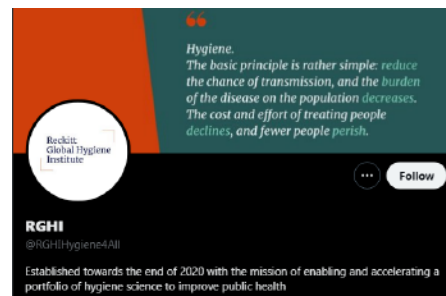 “
Hygiene.
The basic principle is rather simple: reduce
the chance of transmission, and the burden
of the disease on the population decreases.
The cost and effort of treating people
declines, and fewer people perish.
Reckitt
Global Hygiene
Institute
Follow
RGHI
@RGHIHygiene4All
Established towards the end of 2020 with the mission of enabling and accelerating a
portfolio of hygiene science to improve public health